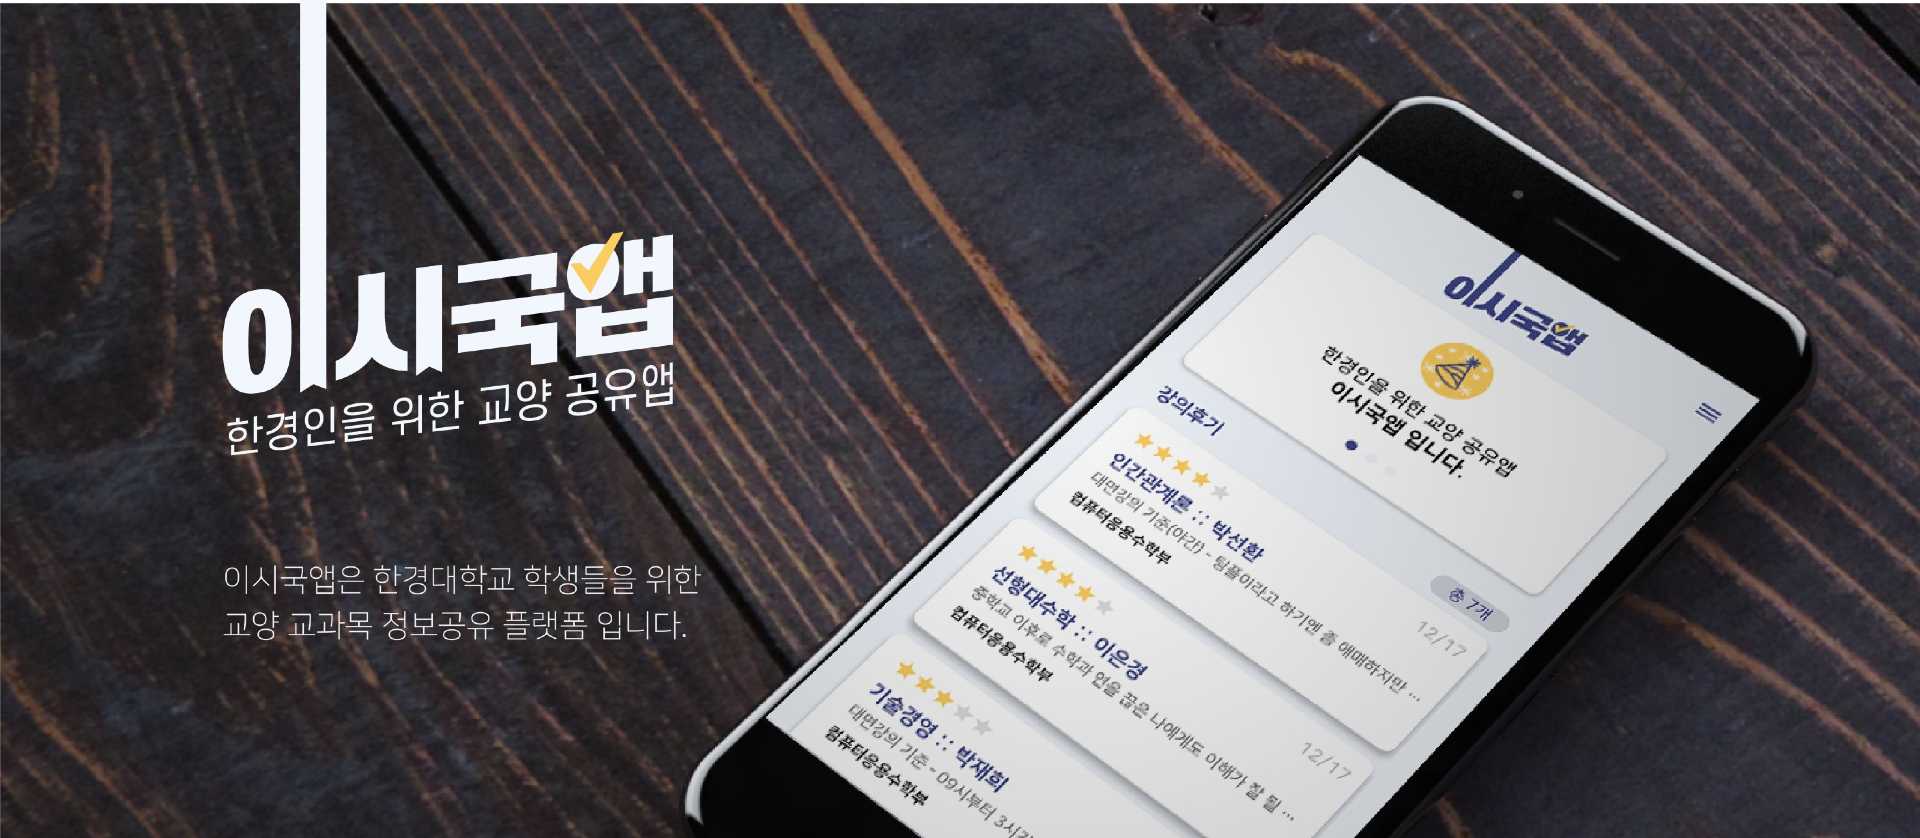 이시국앱
한경인을 위한 교양 공유앱
이시국앱은 한경대학교 학생들을 위한
교양 교과목 정보공유 플랫폼 입니다.
이시국앱
한경인을 위한 교양 공유앱
이시국앱 입니다.
강의후기
총 7개
인간관계론 :: 박선환
12/17
대면강의 기준(야간) - 팀플이라고 하기엔 좀 애매하지만 ...
컴퓨터응용수학부
선형대수학 :: 이은경
12/17
중학교 이후로 수학과 연을 끊은 나에게도 이해가 잘 될 ...
컴퓨터응용수학부
기술경영 :: 박재희
대면강의 기준 - 09시부터 3시간
컴퓨터응용수학부